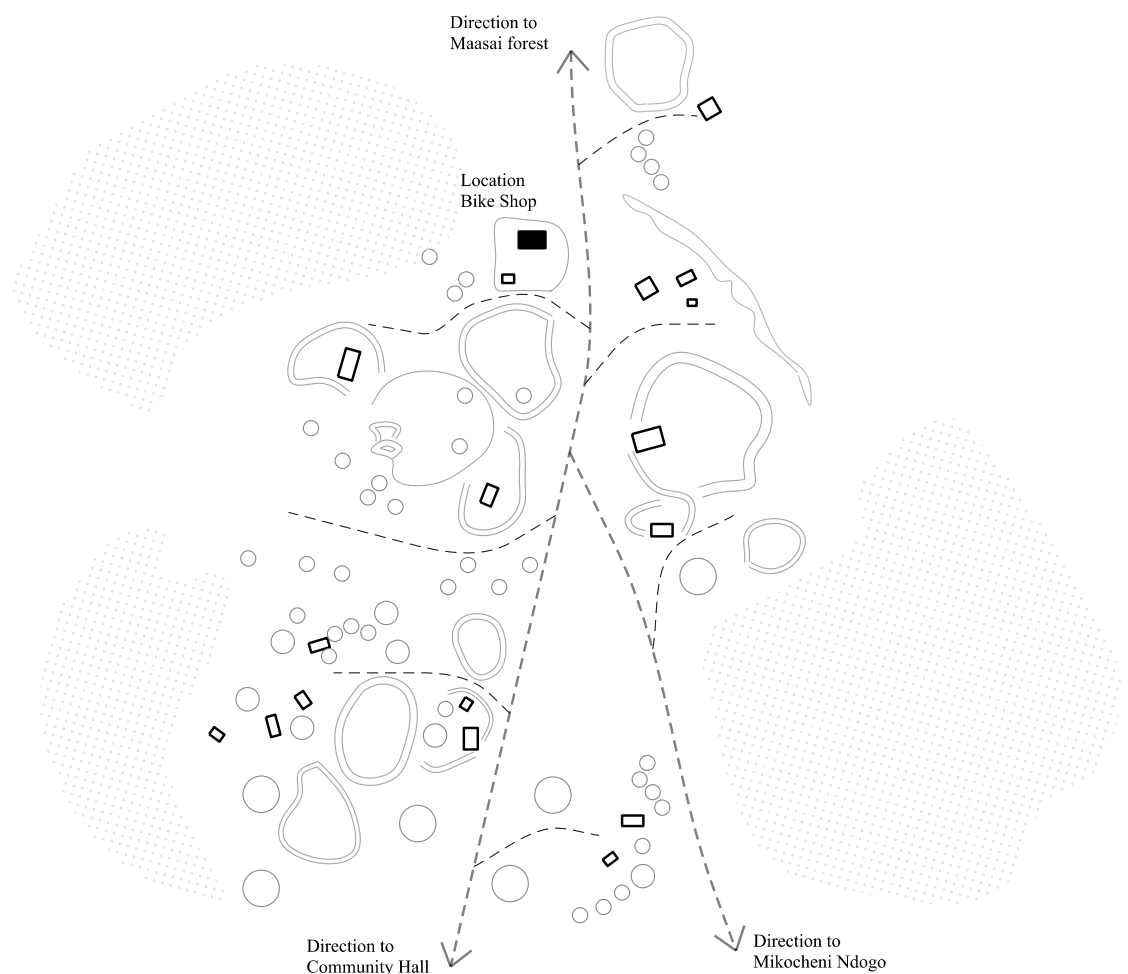 Direction to
Maasai forest
Location
Bike Shop
Direction to
Community Hall
Direction to
Mikocheni Ndogo